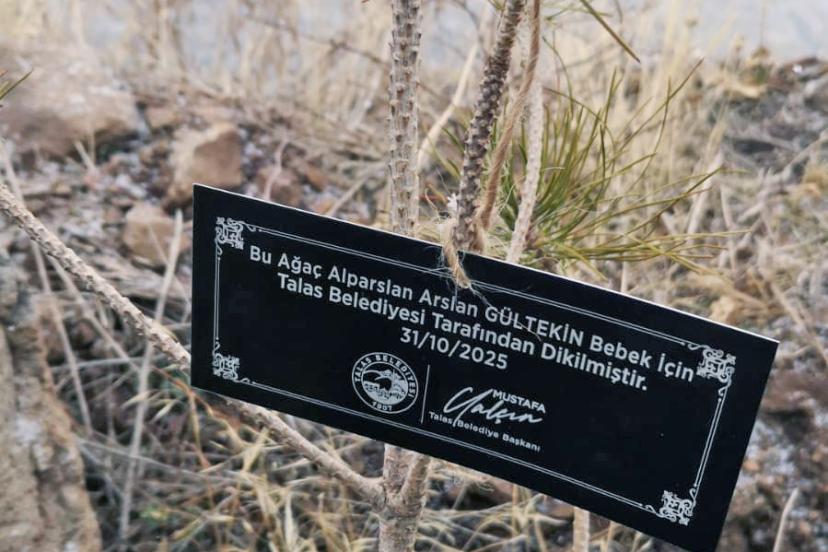 Bu Ağaç Alparslan Arslan GÜLTEKİN Bebek İçin
Talas Belediyesi Tarafından Dikilmiştir.
31/10/2025
TALAS BELEDİYESİ
1907
MUSTAFA
Yalçın
Talas Belediye Başkanı